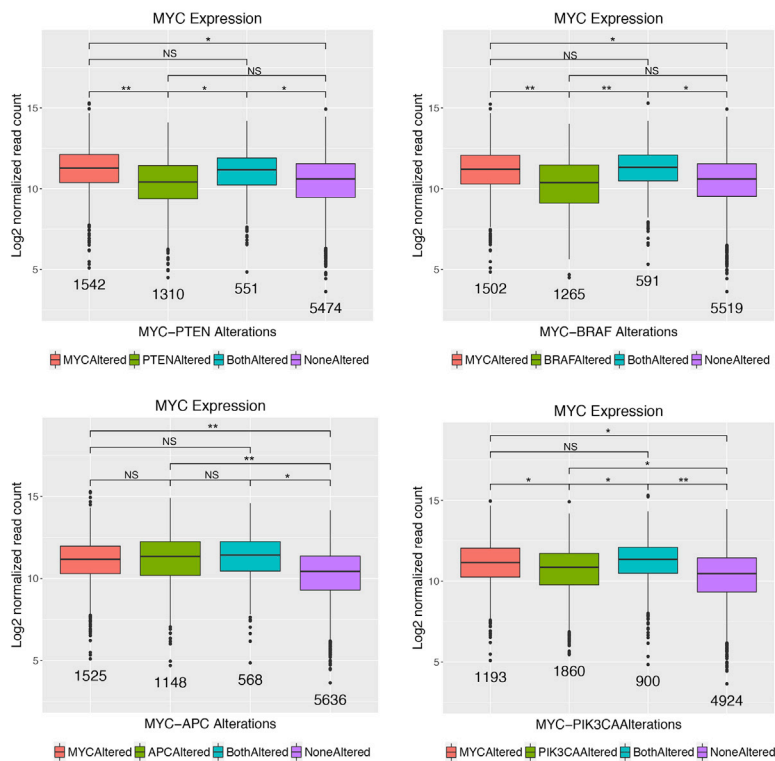 MYC Expression
*
NS
NS
** * *
15
10
5
Log2 normalized read count
1542 1310 551 5474
MYC−PTEN Alterations
MYCAltered PTENAltered BothAltered NoneAltered
MYC Expression
*
NS
NS
** ** *
15
10
5
Log2 normalized read count
1502 1265 591 5519
MYC−BRAF Alterations
MYCAltered BRAFAltered BothAltered NoneAltered
MYC Expression
**
NS
**
NS NS *
15
10
5
Log2 normalized read count
1525 1148 568 5636
MYC−APC Alterations
MYCAltered APCAltered BothAltered NoneAltered
MYC Expression
*
NS
*
* * **
15
10
5
Log2 normalized read count
1193 1860 900 4924
MYC−PIK3CAAlterations
MYCAltered PIK3CAAltered BothAltered NoneAltered